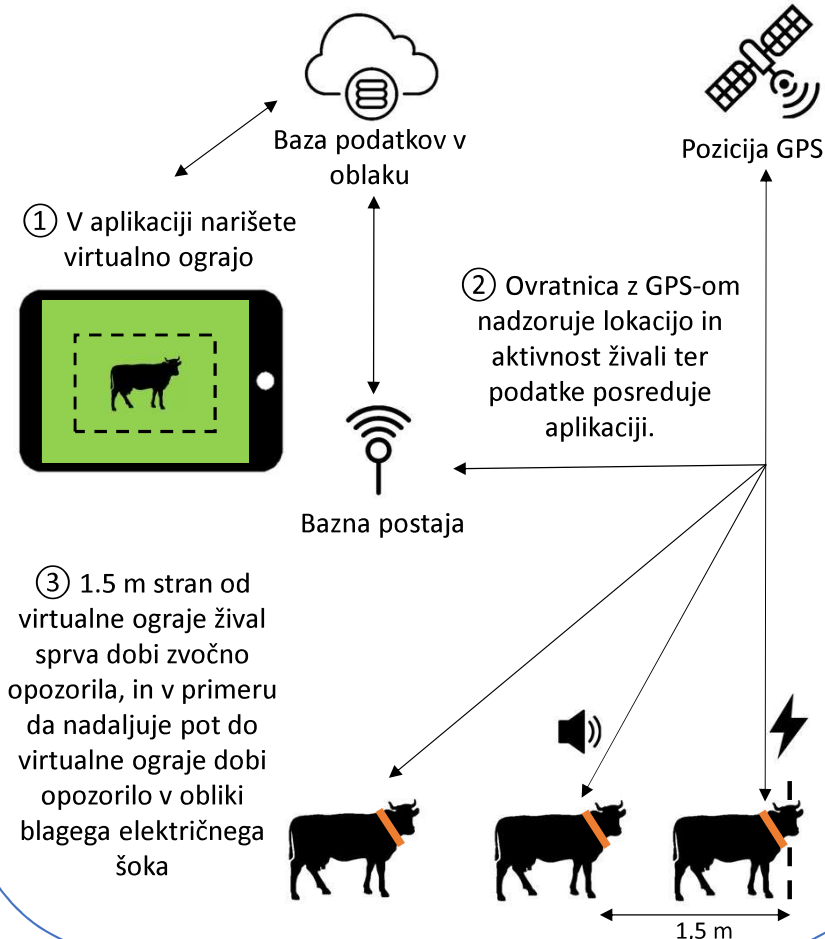 Baza podatkov v
oblaku
Pozicija GPS
① V aplikaciji narišete
virtualno ograjo
② Ovratnica z GPS-om
nadzoruje lokacijo in
aktivnost živali ter
podatke posreduje
aplikaciji.
Bazna postaja
③ 1.5 m stran od
virtualne ograje žival
sprva dobi zvočno
opozorila, in v primeru
da nadaljuje pot do
virtualne ograje dobi
opozorilo v obliki
blagega električnega
šoka
1,5 m